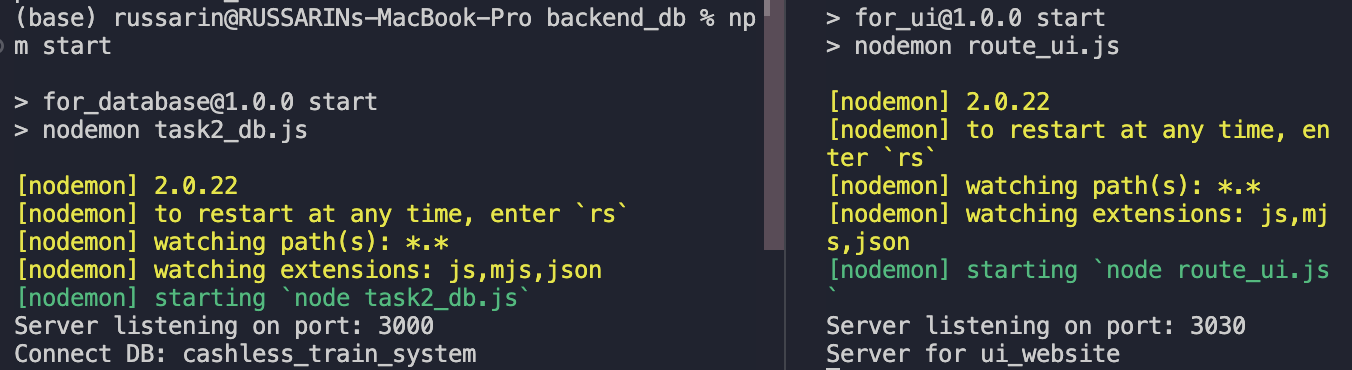 (base) russarin@RUSSARINs-MacBook-Pro backend_db % np
m start
> for_database@1.0.0 start
> nodemon task2_db.js
[nodemon] 2.0.22
[nodemon] to restart at any time, enter `rs`
[nodemon] watching path(s): *.*
[nodemon] watching extensions: js,mjs,json
[nodemon] starting `node task2_db.js`
Server listening on port: 3000
Connect DB: cashless_train_system
> for_ui@1.0.0 start
> nodemon route_ui.js
[nodemon] 2.0.22
[nodemon] to restart at any time, en
ter `rs`
[nodemon] watching path(s): *.*
[nodemon] watching extensions: js,mj
s,json
[nodemon] starting `node route_ui.js
`
Server listening on port: 3030
Server for ui_website